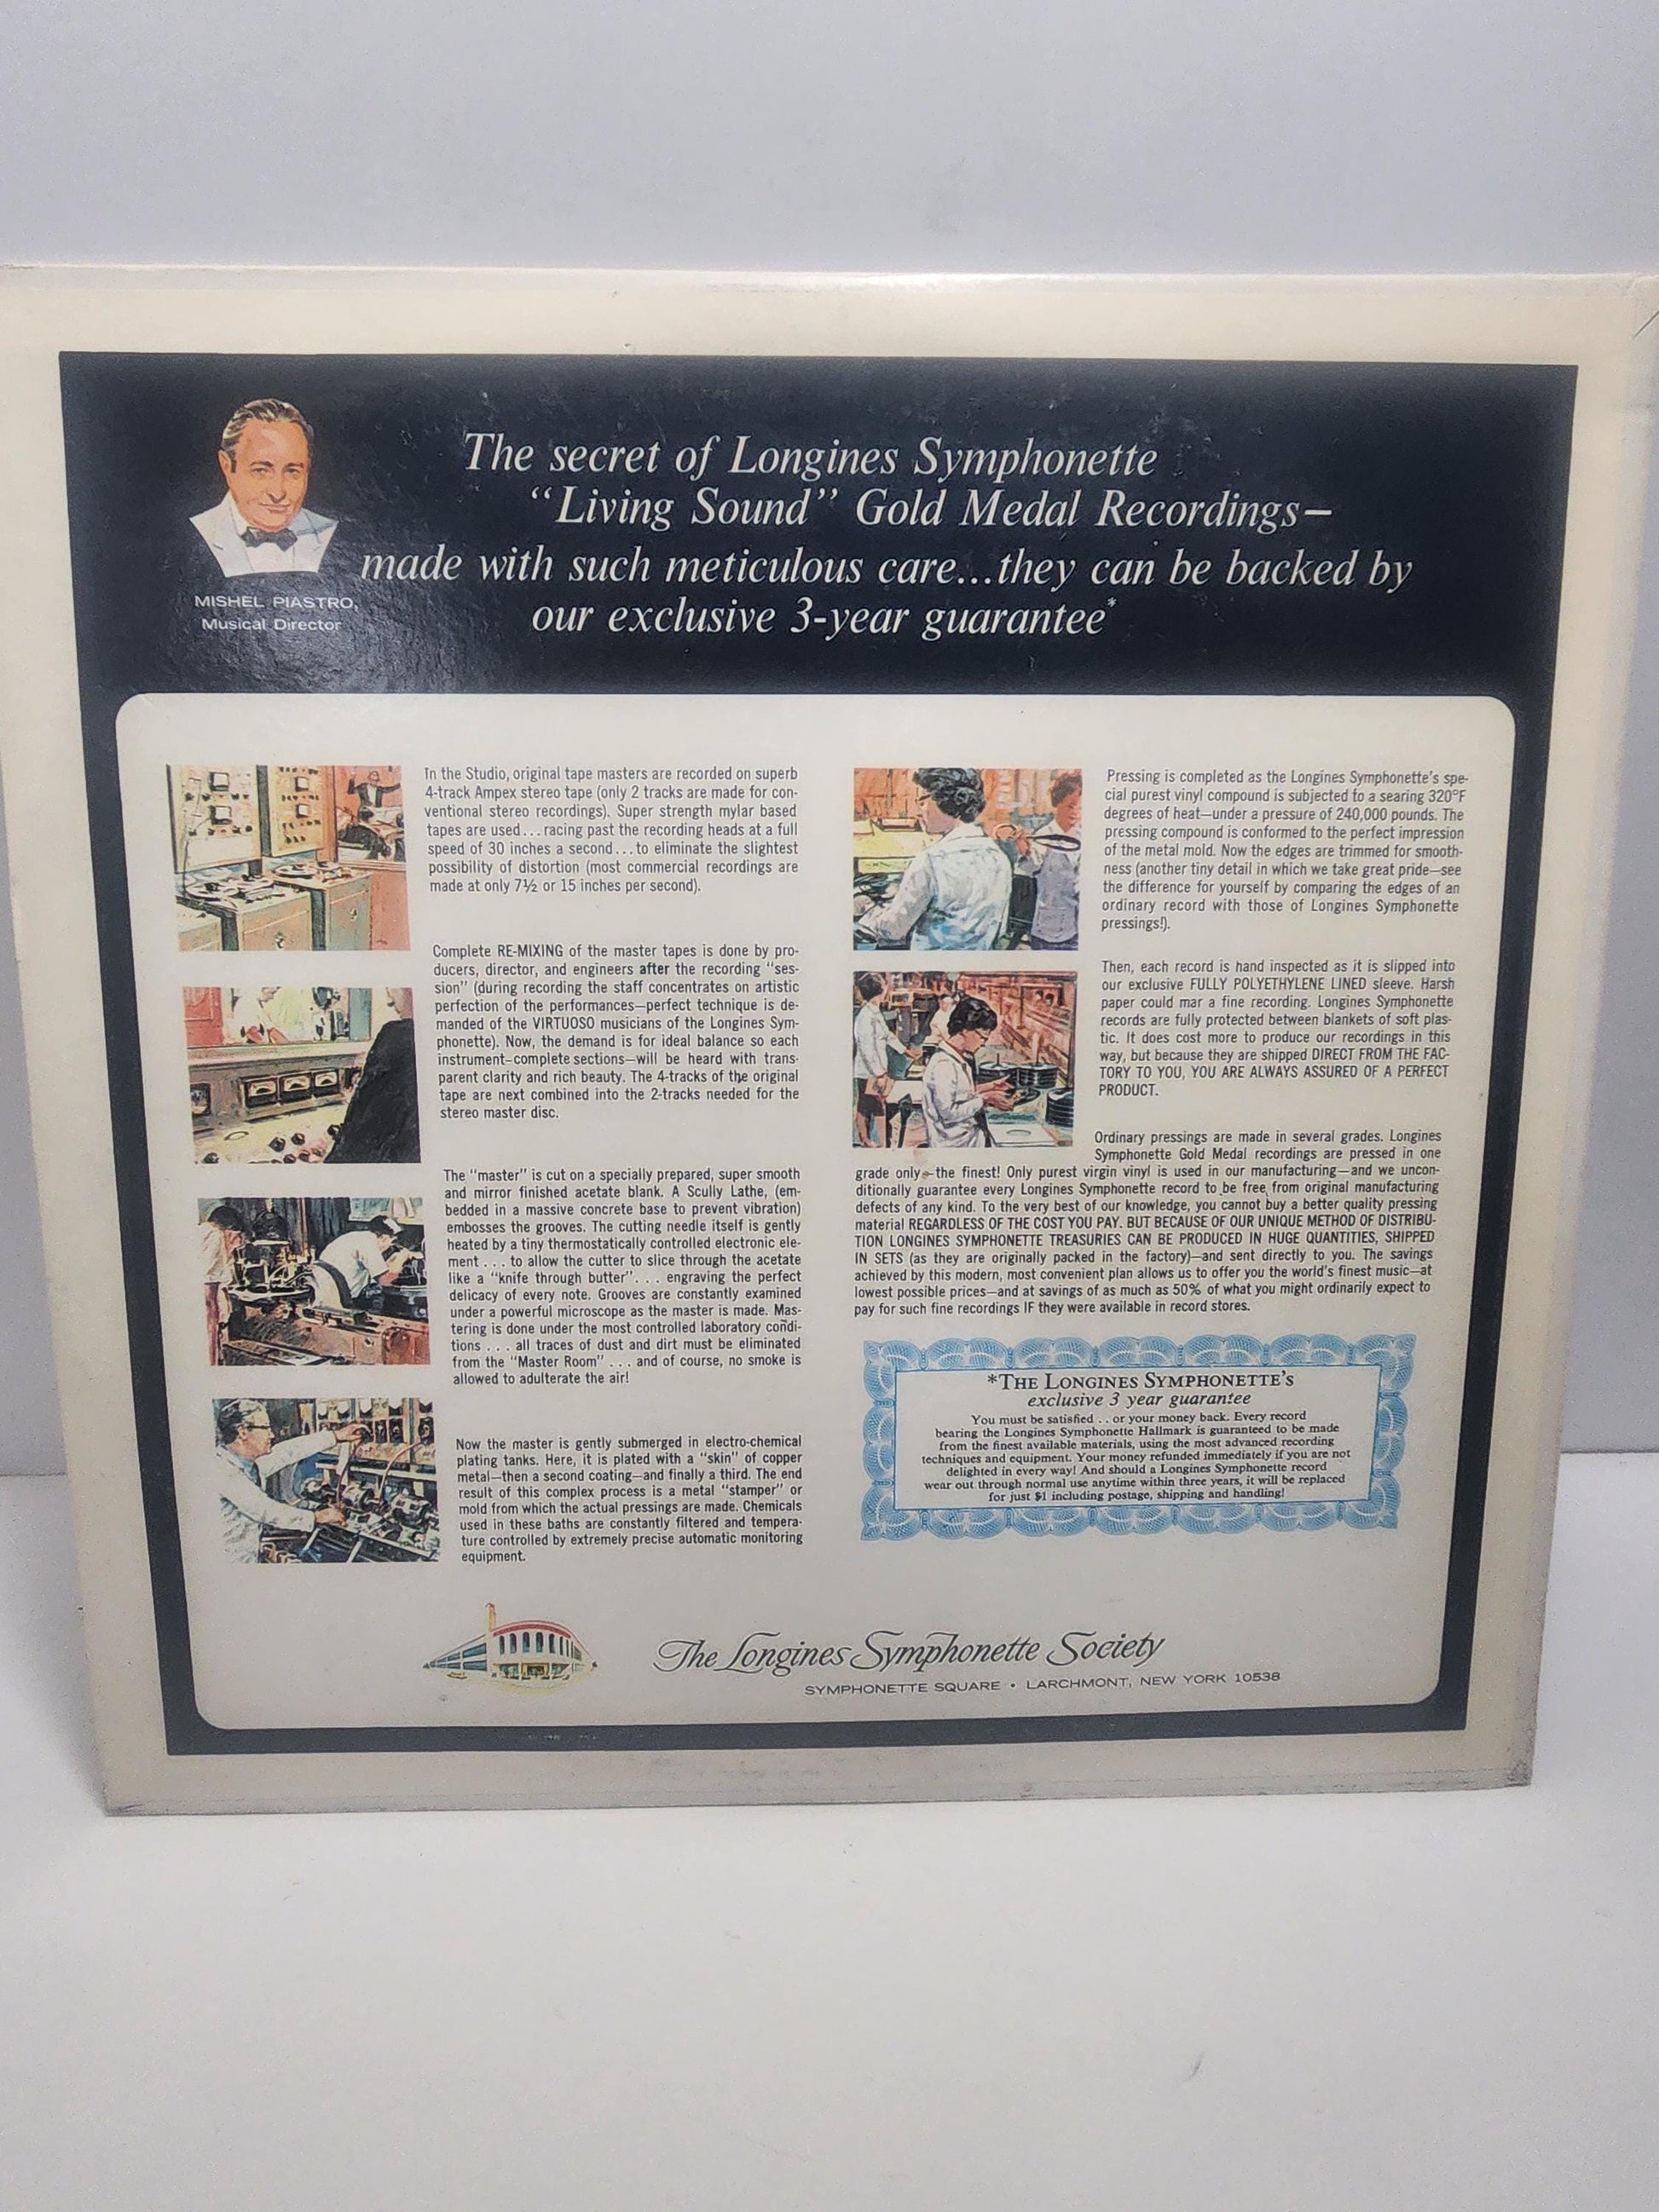 The secret of Longines Symphonette
“Living Sound” Gold Medal Recordings—
made with such meticulous care...they can be backed by
our exclusive 3-year guarantee*
MISHEL PIASTRO,
Musical Director
In the Studio, original tape masters are recorded on superb
4-track Ampex stereo tape (only 2 tracks are made for con-
ventional stereo recordings). Super strength mylar based
tapes are used...racing past the recording heads at a full
speed of 30 inches a second...to eliminate the slightest
possibility of distortion (most commercial recordings are
made at only 7½ or 15 inches per second).
Complete RE-MIXING of the master tapes is done by pro-
ducers, director, and engineers after the recording “ses-
sion” (during recording the staff concentrates on artistic
perfection of the performances—perfect technique is de-
manded of the VIRTUOSO musicians of the Longines Sym-
phonette). Now, the demand is for ideal balance so each
instrument—complete sections—will be heard with trans-
parent clarity and rich beauty. The 4-tracks of the original
tape are next combined into the 2-tracks needed for the
stereo master disc.
The “master” is cut on a specially prepared, super smooth
and mirror finished acetate blank. A Scully Lathe, (em-
bedded in a massive concrete base to prevent vibration)
embosses the grooves. The cutting needle itself is gently
heated by a tiny thermostatically controlled electronic ele-
ment . . . to allow the cutter to slice through the acetate
like a “knife through butter” . . . engraving the perfect
delicacy of every note. Grooves are constantly examined
under a powerful microscope as the master is made. Mas-
tering is done under the most controlled laboratory condi-
tions . . . all traces of dust and dirt must be eliminated
from the “Master Room” . . . and of course, no smoke is
allowed to adulterate the air!
Now the master is gently submerged in electro-chemical
plating tanks. Here, it is plated with a “skin” of copper
metal—then a second coating—and finally a third. The end
result of this complex process is a metal “stamper” or
mold from which the actual pressings are made. Chemicals
used in these baths are constantly filtered and tempera-
ture controlled by extremely precise automatic monitoring
equipment.
Pressing is completed as the Longines Symphonette's spe-
cial purest vinyl compound is subjected to a searing 320°F
degrees of heat—under a pressure of 240,000 pounds. The
pressing compound is conformed to the perfect impression
of the metal mold. Now the edges are trimmed for smooth-
ness (another tiny detail in which we take great pride—see
the difference for yourself by comparing the edges of an
ordinary record with those of Longines Symphonette
pressings!).
Then, each record is hand inspected as it is slipped into
our exclusive FULLY POLYETHYLENE LINED sleeve. Harsh
paper could mar a fine recording. Longines Symphonette
records are fully protected between blankets of soft plas-
tic. It does cost more to produce our recordings in this
way, but because they are shipped DIRECT FROM THE FAC-
TORY TO YOU, YOU ARE ALWAYS ASSURED OF A PERFECT
PRODUCT.
Ordinary pressings are made in several grades. Longines
Symphonette Gold Medal recordings are pressed in one
grade only—the finest! Only purest virgin vinyl is used in our manufacturing—and we uncon-
ditionally guarantee every Longines Symphonette record to be free from original manufacturing
defects of any kind. To the very best of our knowledge, you cannot buy a better quality pressing
material REGARDLESS OF THE COST YOU PAY. BUT BECAUSE OF OUR UNIQUE METHOD OF DISTRIBU-
TION LONGINES SYMPHONETTE TREASURIES CAN BE PRODUCED IN HUGE QUANTITIES, SHIPPED
IN SETS (as they are originally packed in the factory)—and sent directly to you. The savings
achieved by this modern, most convenient plan allows us to offer you the world's finest music—at
lowest possible prices—and at savings of as much as 50% of what you might ordinarily expect to
pay for such fine recordings IF they were available in record stores.
*THE LONGINES SYMPHONETTE'S
exclusive 3 year guarantee
You must be satisfied . . or your money back. Every record
bearing the Longines Symphonette Hallmark is guaranteed to be made
from the finest available materials, using the most advanced recording
techniques and equipment. Your money refunded immediately if you are not
delighted in every way! And should a Longines Symphonette record
wear out through normal use anytime within three years, it will be replaced
for just $1 including postage, shipping and handling!
The Longines Symphonette Society
SYMPHONETTE SQUARE • LARCHMONT, NEW YORK 10538